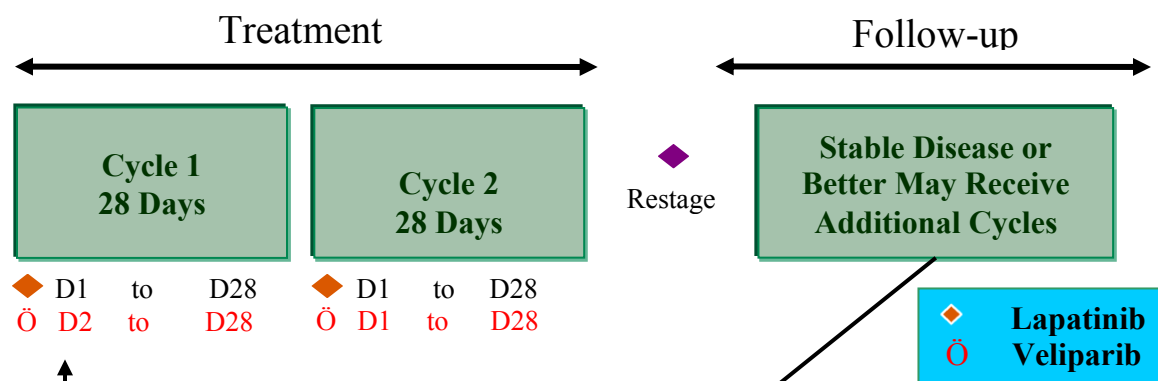 Treatment
Follow-up
Cycle 1
28 Days
Cycle 2
28 Days
Restage
Stable Disease or
Better May Receive
Additional Cycles
D1 to D28
Ö D2 to D28
D1 to D28
Ö D1 to D28
Lapatinib
Ö Veliparib